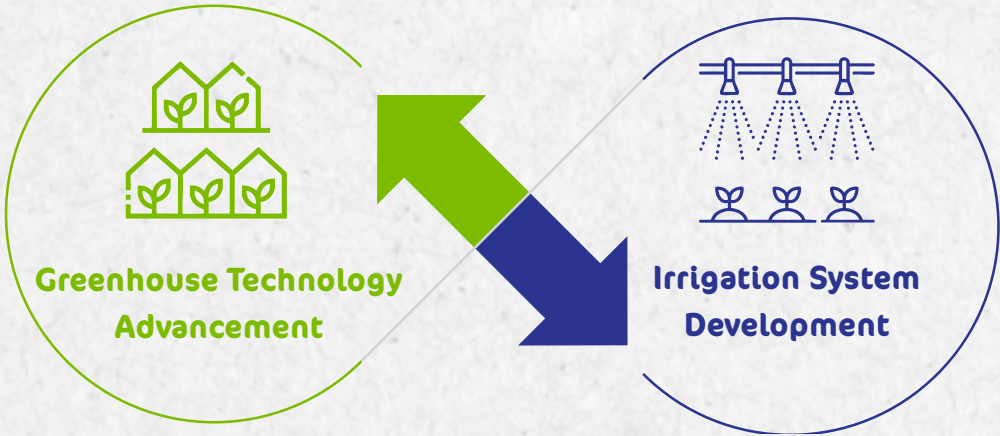 Greenhouse Technology
Advancement
Irrigation System
Development